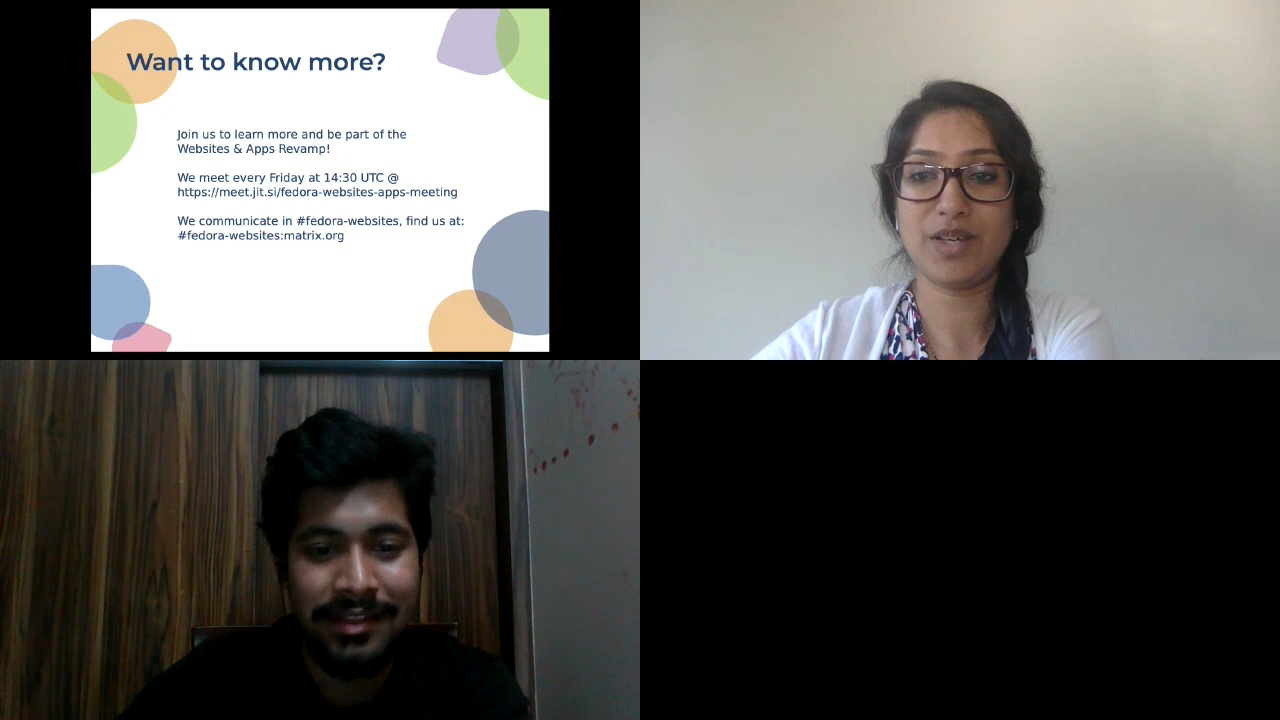 Want to know more?
Join us to learn more and be part of the
Websites & Apps Revamp!
We meet every Friday at 14:30 UTC @
https://meet.jit.si/fedora-websites-apps-meeting
We communicate in #fedora-websites, find us at:
#fedora-websites:matrix.org